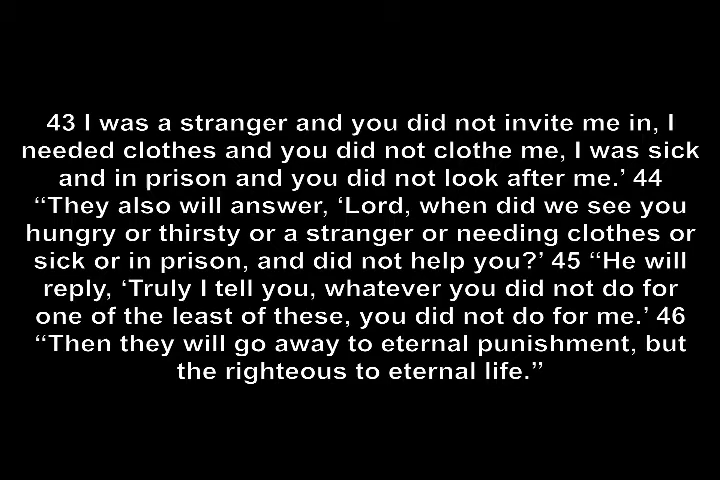 43 I was a stranger and you did not invite me in, I
needed clothes and you did not clothe me, I was sick
and in prison and you did not look after me.’ 44
“They also will answer, ‘Lord, when did we see you
hungry or thirsty or a stranger or needing clothes or
sick or in prison, and did not help you?’ 45 “He will
reply, ‘Truly I tell you, whatever you did not do for
one of the least of these, you did not do for me.’ 46
“Then they will go away to eternal punishment, but
the righteous to eternal life.”